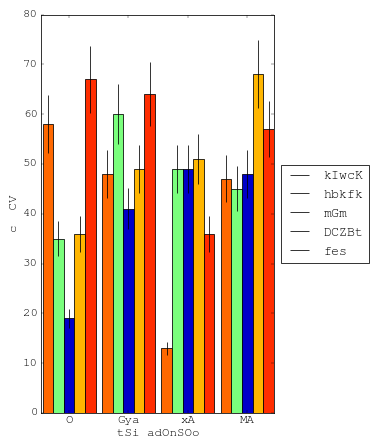 80
70
60
50
40
30
20
10
0
c CV
O Gya xA MA
tSi adOnSOo
kIwcK
hbkfk
mGm
DCZBt
fes